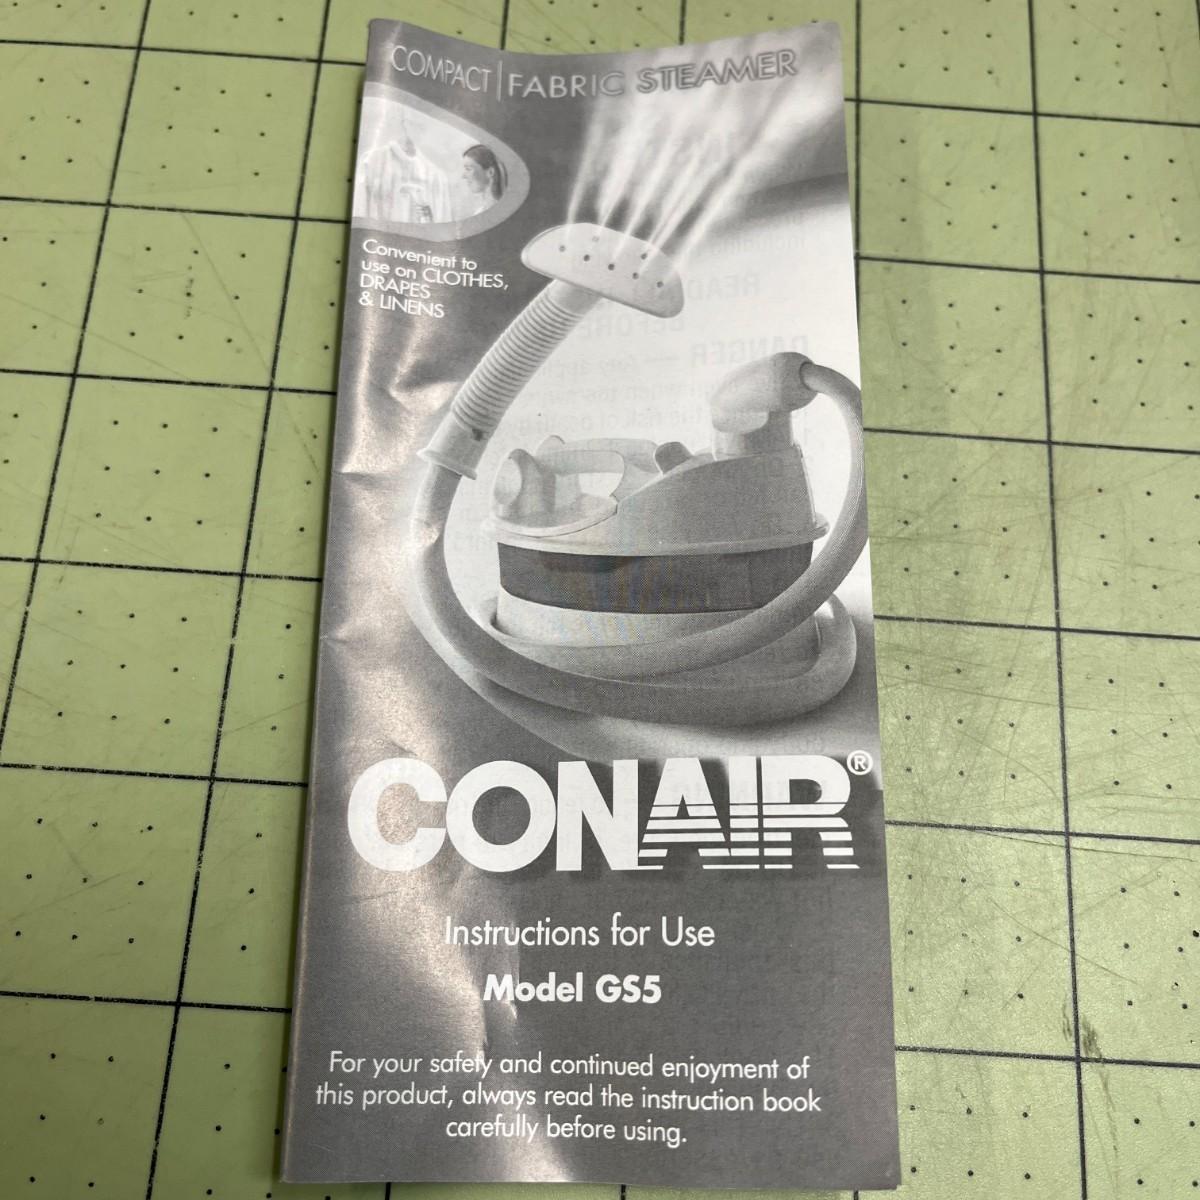 COMPACT | FABRIC STEAMER
Convenient to
use on CLOTHES,
DRAPES
& LINENS
CONAIR®
Instructions for Use
Model GS5
For your safety and continued enjoyment of
this product, always read the instruction book
carefully before using.